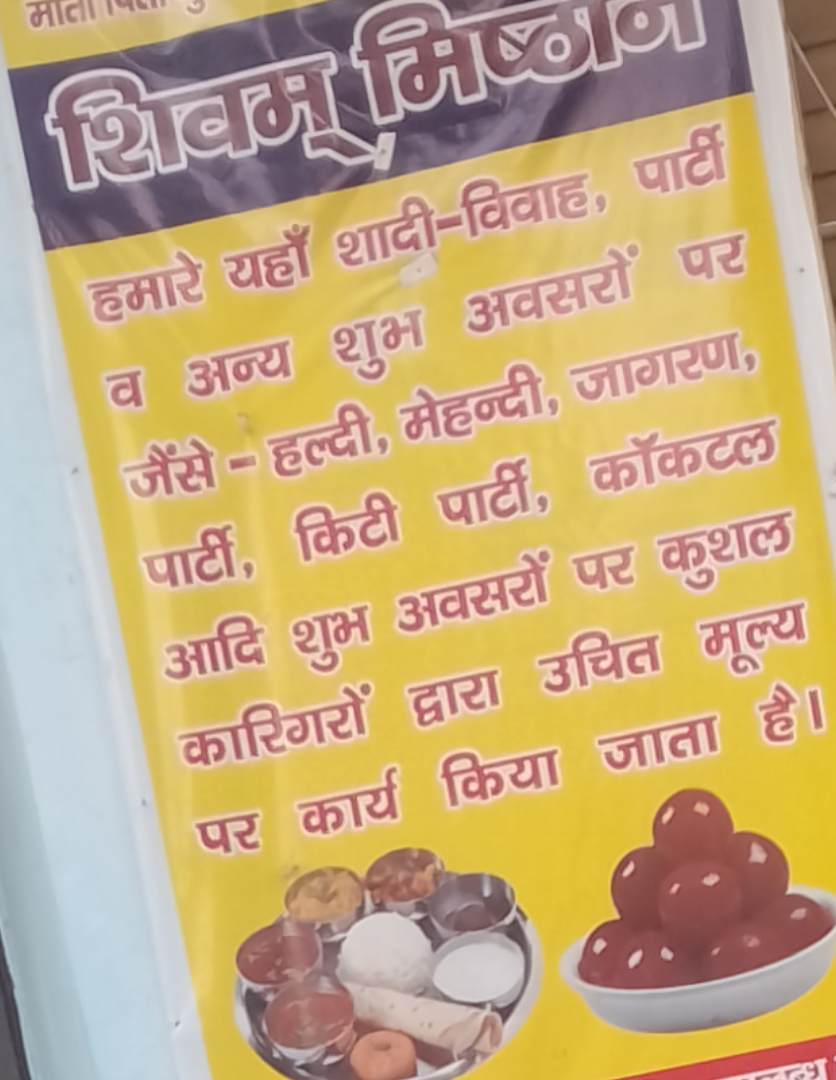 शिवम् मिष्ठान
हमारे यहाँ शादी-विवाह, पार्टी
व अन्य शुभ अवसरों पर
जैंसे - हल्दी, मेहन्दी, जागरण,
पार्टी, किटी पार्टी, कॉकटल
आदि शुभ अवसरों पर कुशल
कारिगरों द्वारा उचित मूल्य
पर कार्य किया जाता है।